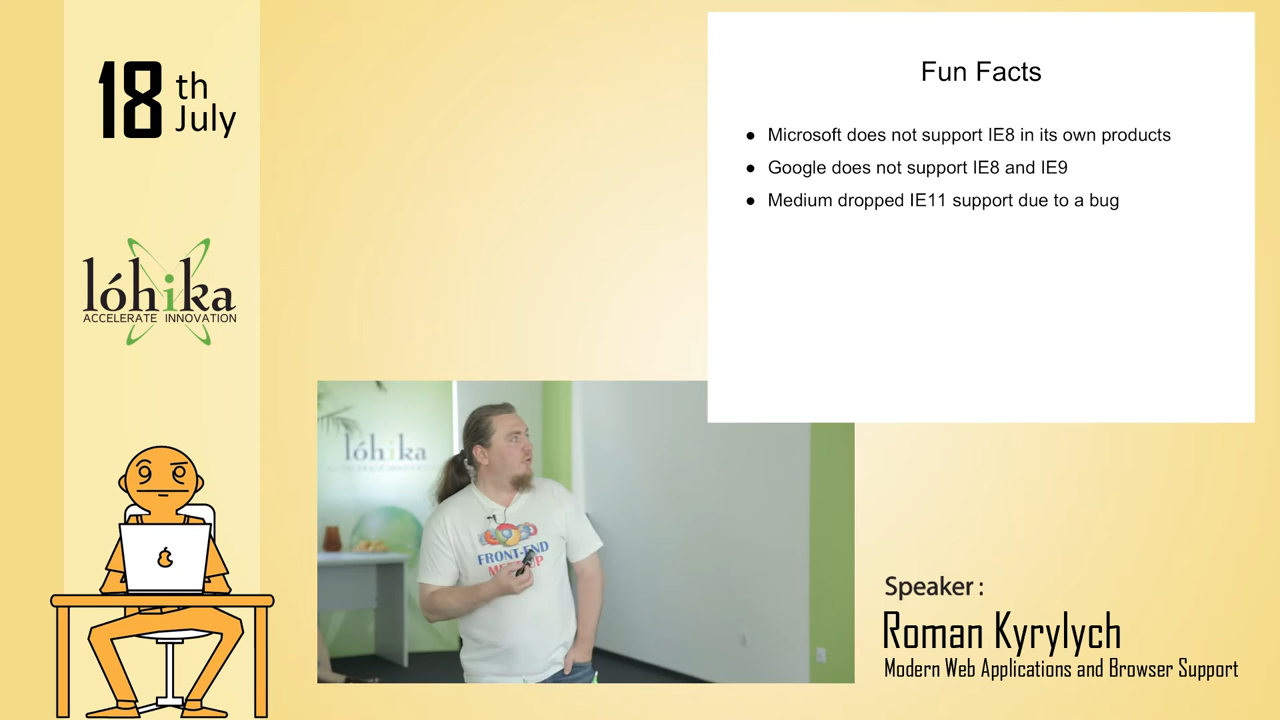 18 th
July
lóhika
ACCELERATE INNOVATION
Fun Facts
● Microsoft does not support IE8 in its own products
● Google does not support IE8 and IE9
● Medium dropped IE11 support due to a bug
lóhika
FRONT-END
Speaker :
Roman Kyrylych
Modern Web Applications and Browser Support